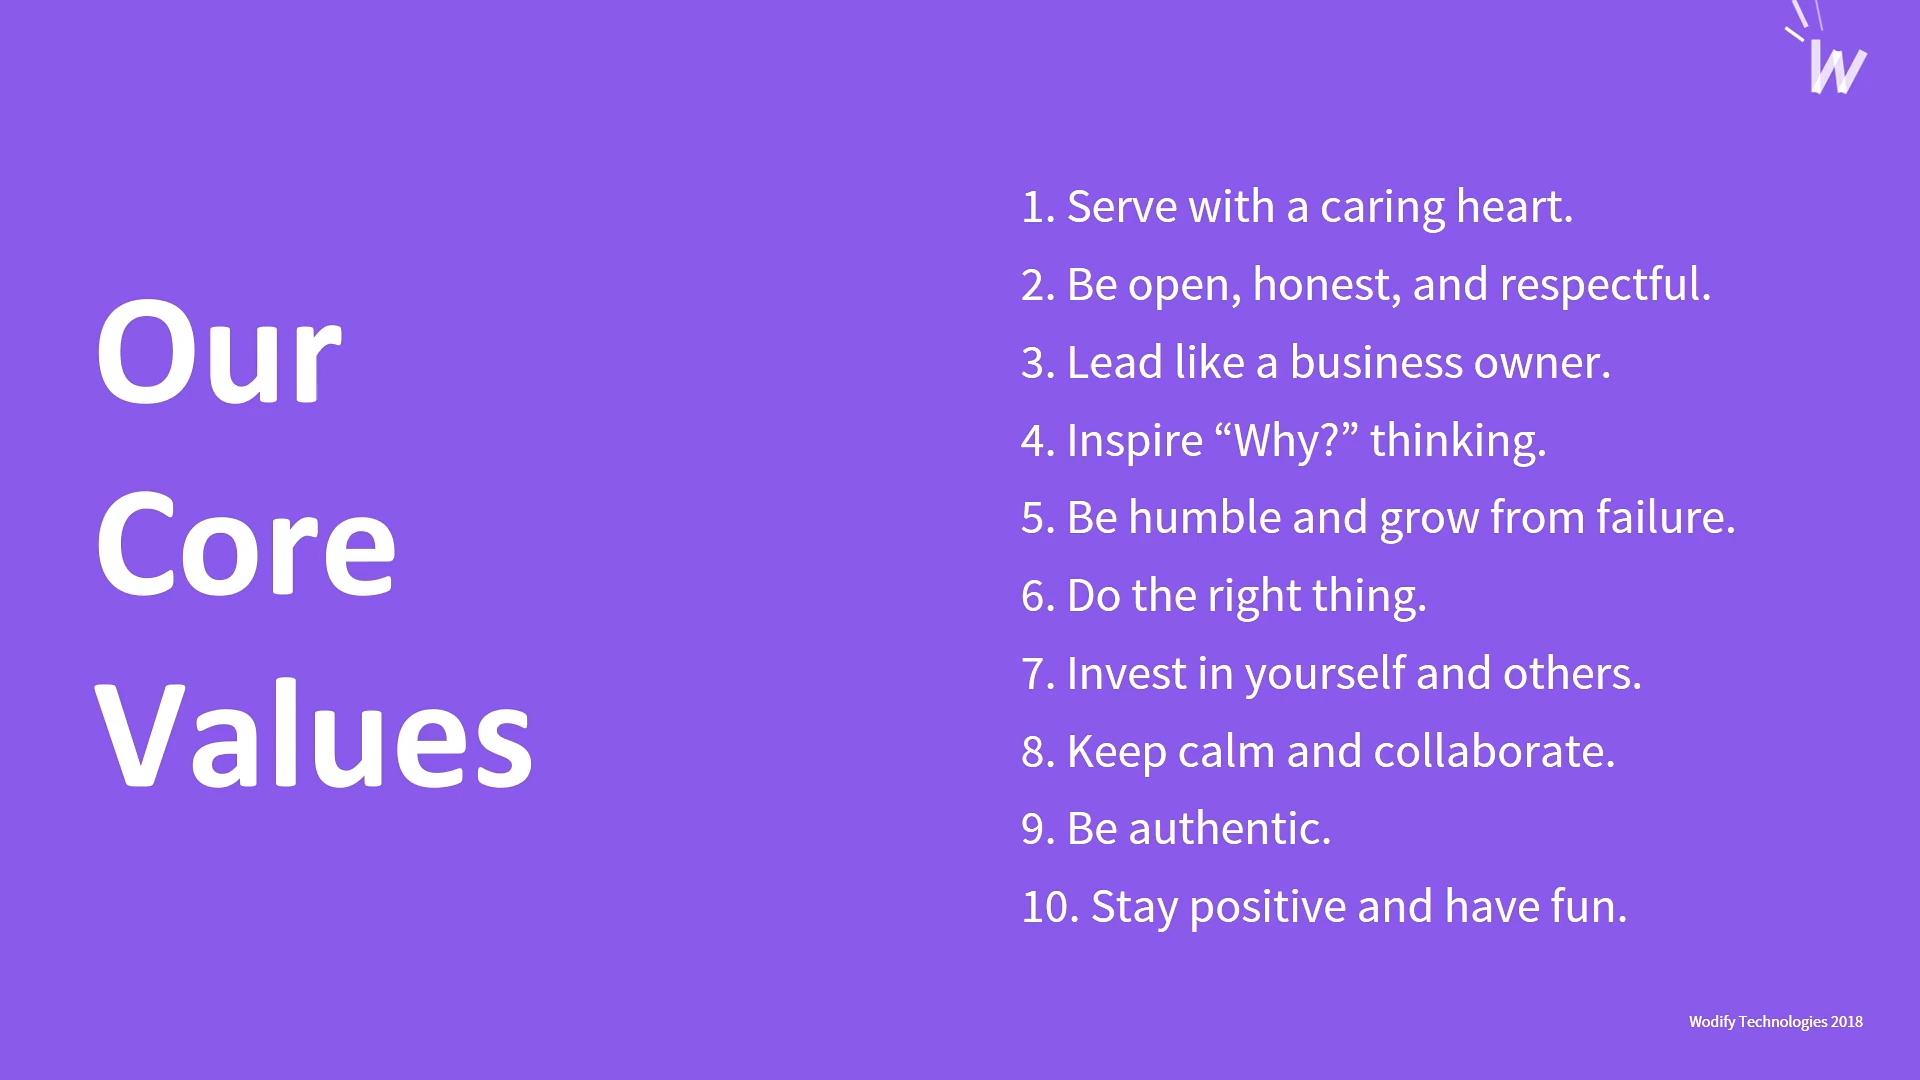 W
Our
Core
Values
1. Serve with a caring heart.
2. Be open, honest, and respectful.
3. Lead like a business owner.
4. Inspire “Why?” thinking.
5. Be humble and grow from failure.
6. Do the right thing.
7. Invest in yourself and others.
8. Keep calm and collaborate.
9. Be authentic.
10. Stay positive and have fun.
Wodify Technologies 2018